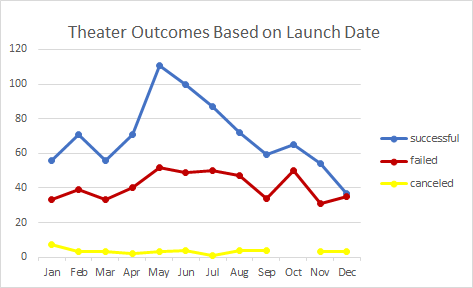 Theater Outcomes Based on Launch Date
120
100
80
60
40
20
0
Jan Feb Mar Apr May Jun Jul Aug Sep Oct Nov Dec
successful
failed
canceled